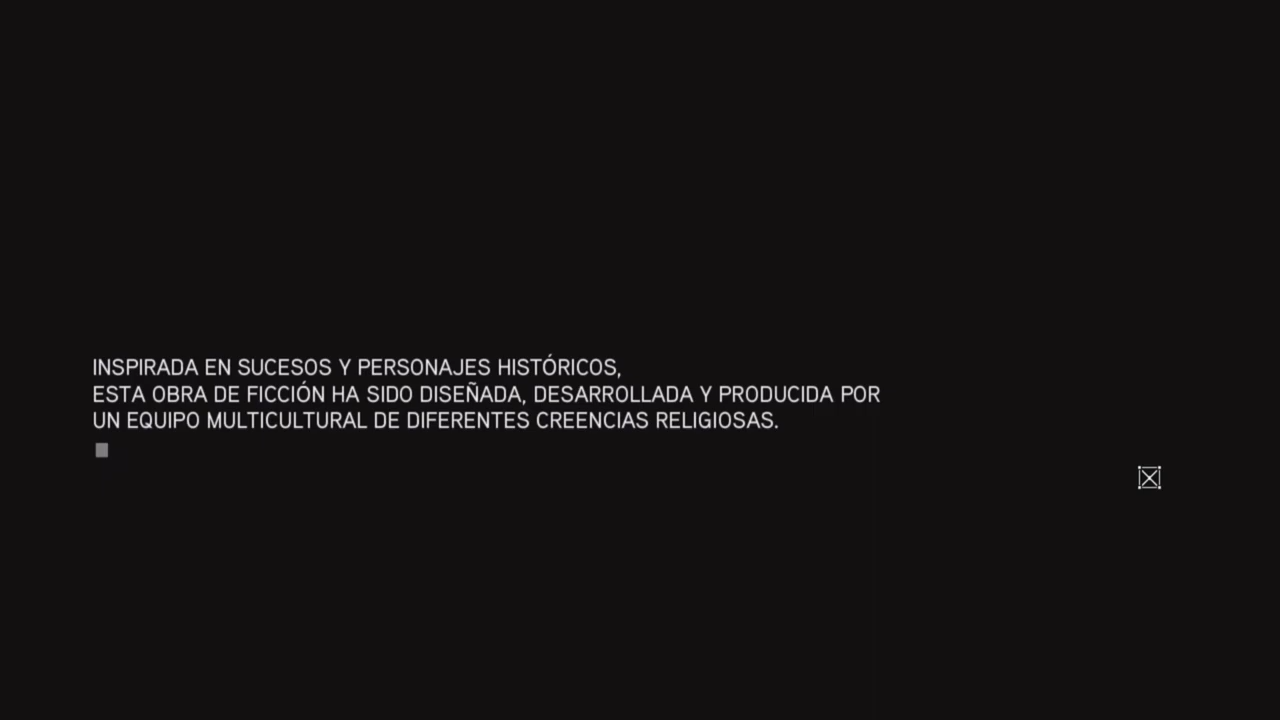 INSPIRADA EN SUCESOS Y PERSONAJES HISTÓRICOS,
ESTA OBRA DE FICCIÓN HA SIDO DISEÑADA, DESARROLLADA Y PRODUCIDA POR
UN EQUIPO MULTICULTURAL DE DIFERENTES CREENCIAS RELIGIOSAS.